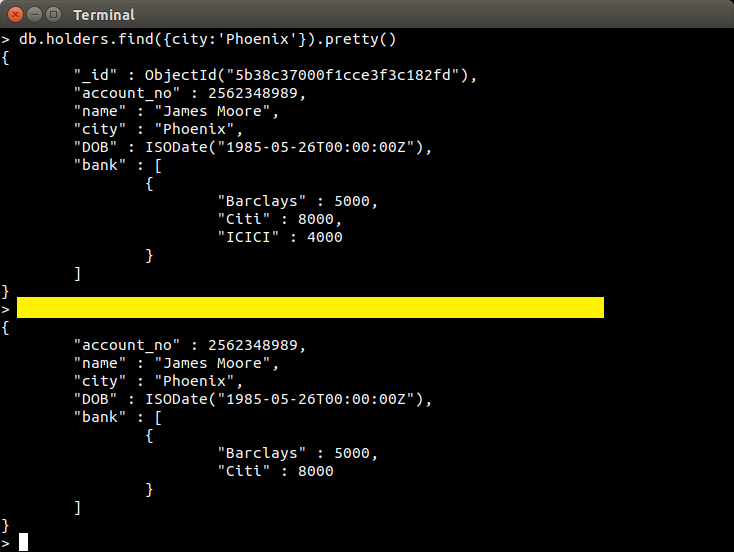 Terminal
> db.holders.find({city:'Phoenix'}).pretty()
{
        "_id" : ObjectId("5b38c37000f1cce3f3c182fd"),
        "account_no" : 2562348989,
        "name" : "James Moore",
        "city" : "Phoenix",
        "DOB" : ISODate("1985-05-26T00:00:00Z"),
        "bank" : [
                {
                        "Barclays" : 5000,
                        "Citi" : 8000,
                        "ICICI" : 4000
                }
        ]
}
>
{
        "account_no" : 2562348989,
        "name" : "James Moore",
        "city" : "Phoenix",
        "DOB" : ISODate("1985-05-26T00:00:00Z"),
        "bank" : [
                {
                        "Barclays" : 5000,
                        "Citi" : 8000
                }
        ]
}
>